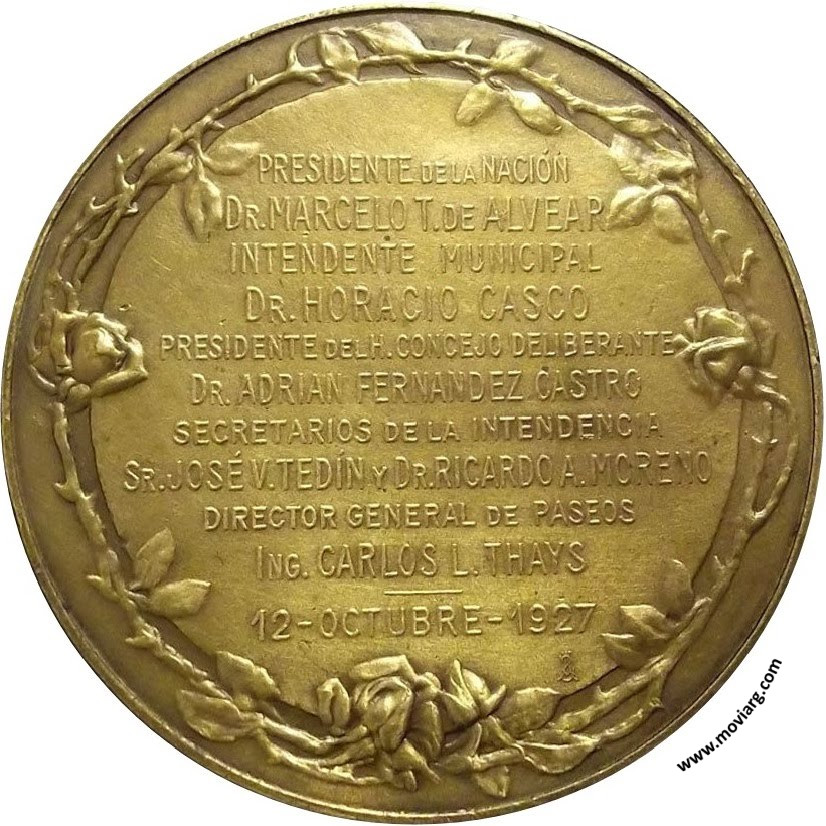 PRESIDENTE DE LA NACIÓN
DR. MARCELO T. DE ALVEAR
INTENDENTE MUNICIPAL
DR. HORACIO CASCO
PRESIDENTE DEL H. CONCEJO DELIBERANTE
DR. ADRIAN FERNANDEZ CASTRO
SECRETARIOS DE LA INTENDENCIA
SR. JOSÉ V. TEDÍN Y DR. RICARDO A. MORENO
DIRECTOR GENERAL DE PASEOS
ING. CARLOS L. THAYS
12-OCTUBRE-1927
www.moviarg.com